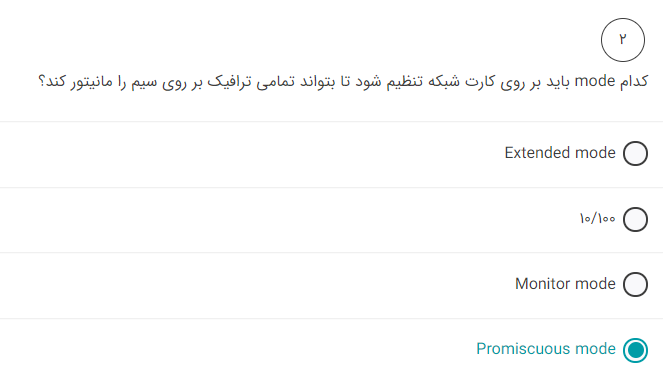 ۲
کدام mode باید بر روی کارت شبکه تنظیم شود تا بتواند تمامی ترافیک بر روی سیم را مانیتور کند؟
Extended mode
۱۰/۱۰۰
Monitor mode
Promiscuous mode